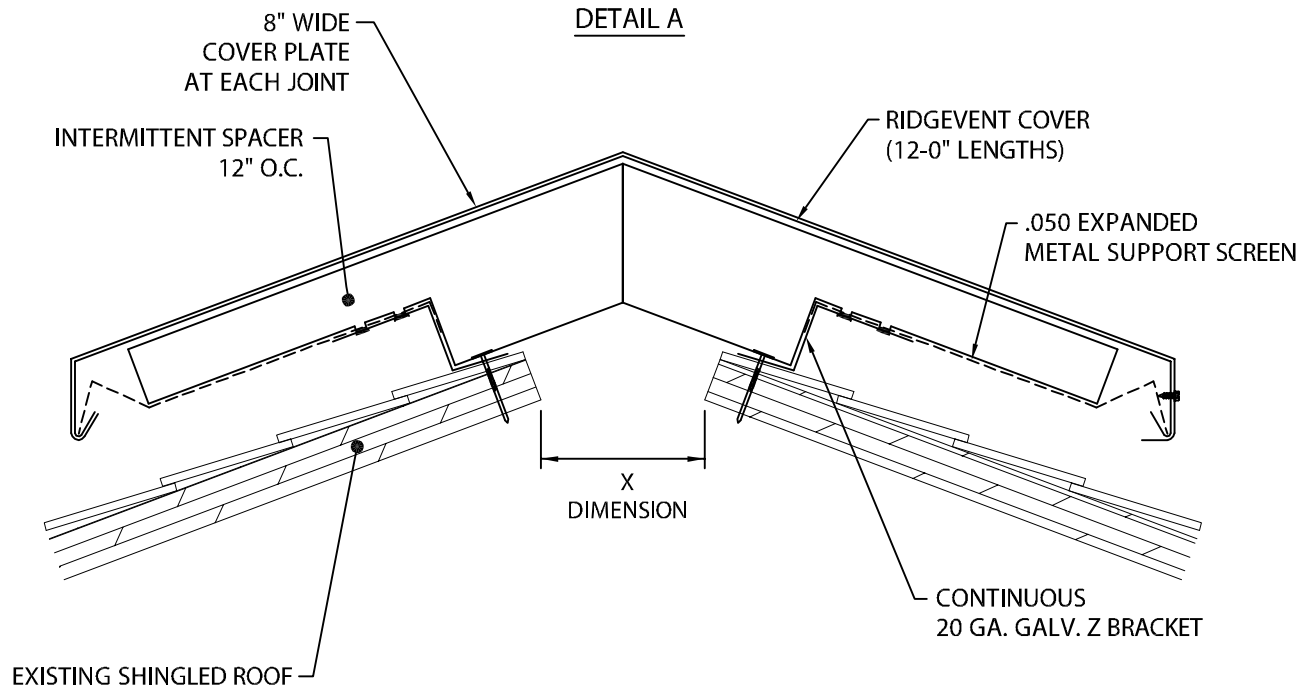 DETAIL A
8" WIDE
COVER PLATE
AT EACH JOINT
INTERMITTENT SPACER
12" O.C.
RIDGEVENT COVER
(12-0" LENGTHS)
.050 EXPANDED
METAL SUPPORT SCREEN
X
DIMENSION
CONTINUOUS
20 GA. GALV. Z BRACKET
EXISTING SHINGLED ROOF